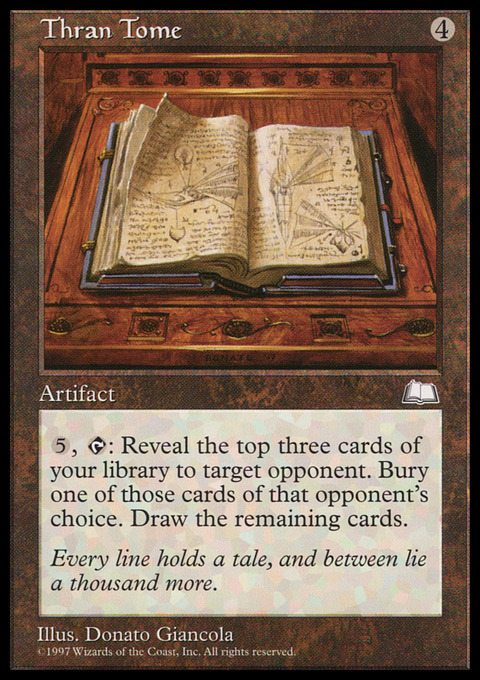 Thran Tome 4
DONATO
Artifact
5, : Reveal the top three cards of
your library to target opponent. Bury
one of those cards of that opponent's
choice. Draw the remaining cards.
Every line holds a tale, and between lie
a thousand more.
Illus. Donato Giancola
©1997 Wizards of the Coast, Inc. All rights reserved.